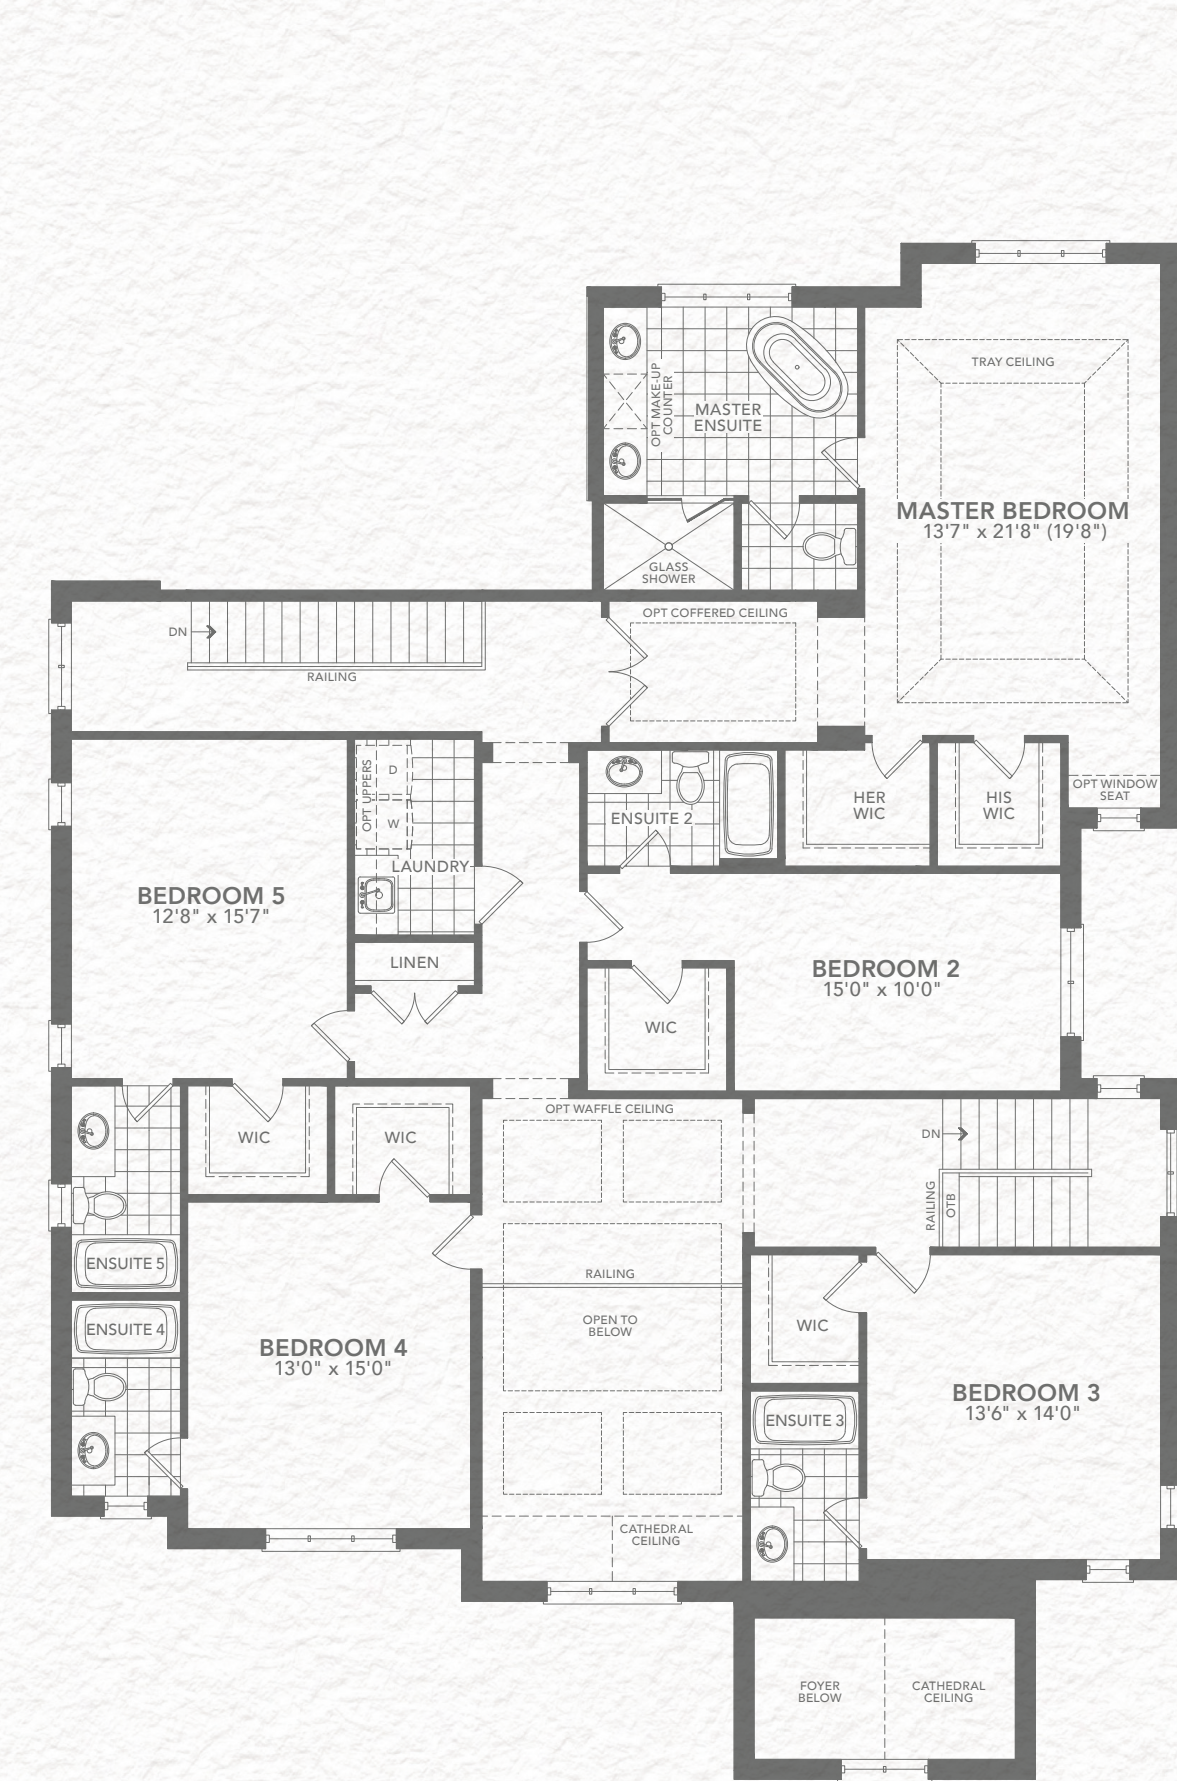 TRAY CEILING
OPT MAKE-UP
COUNTER
MASTER
ENSUITE
MASTER BEDROOM
13'7" x 21'8" (19'8")
GLASS
SHOWER
OPT COFFERED CEILING
DN
RAILING
OPT UPPERS
D
W
LAUNDRY
ENSUITE 2
HER
WIC
HIS
WIC
OPT WINDOW
SEAT
BEDROOM 5
12'8" x 15'7"
LINEN
BEDROOM 2
15'0" x 10'0"
WIC
WIC
WIC
OPT WAFFLE CEILING
DN
RAILING
OTB
ENSUITE 5
ENSUITE 4
RAILING
OPEN TO
BELOW
WIC
BEDROOM 4
13'0" x 15'0"
BEDROOM 3
13'6" x 14'0"
ENSUITE 3
CATHEDRAL
CEILING
FOYER
BELOW
CATHEDRAL
CEILING